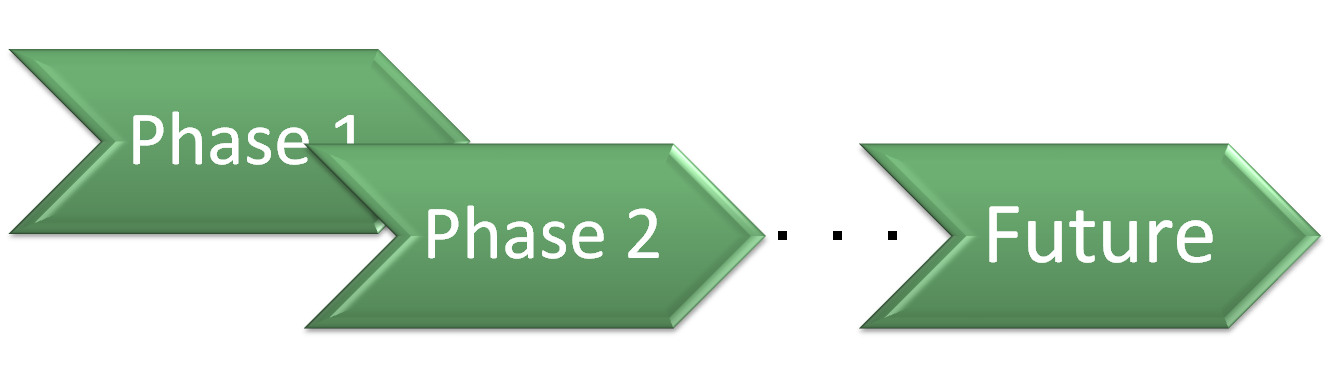 Phase 1
Phase 2
. . .
Future